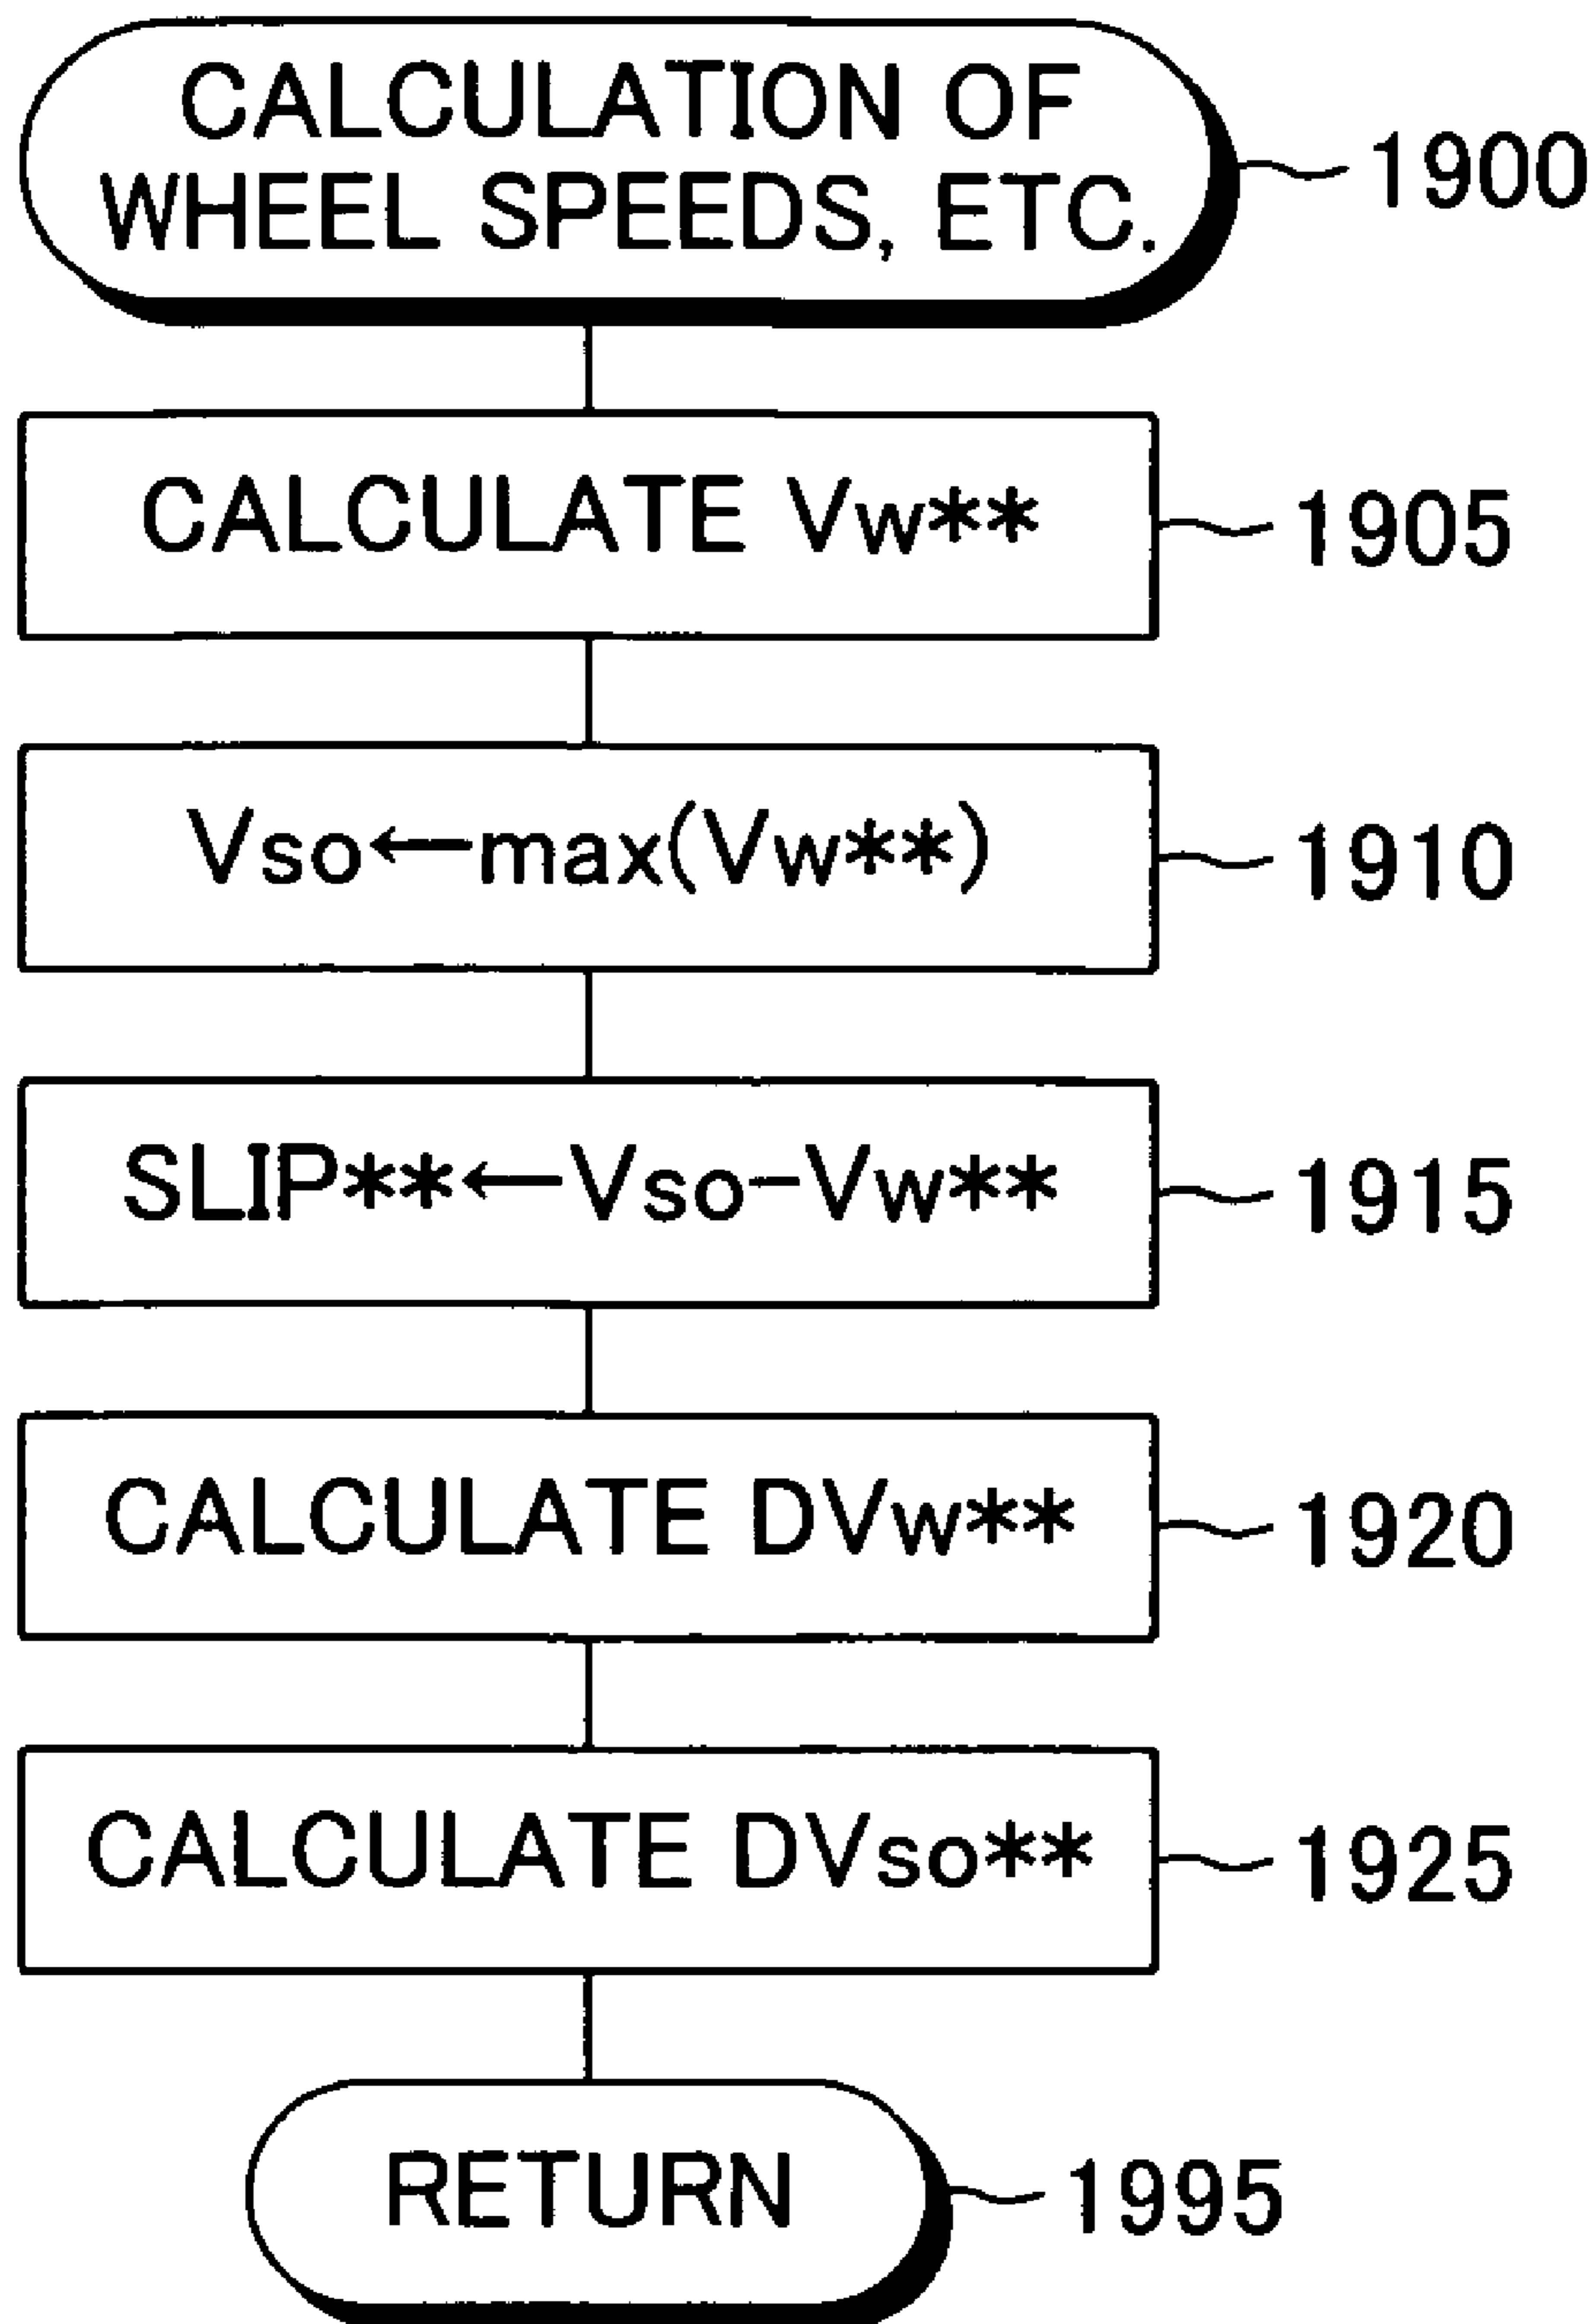 CALCULATION OF
WHEEL SPEEDS, ETC.
1900
CALCULATE Vw**
1905
Vso←max(Vw**)
1910
SLIP**←Vso-Vw**
1915
CALCULATE DVw**
1920
CALCULATE DVso**
1925
RETURN
1995